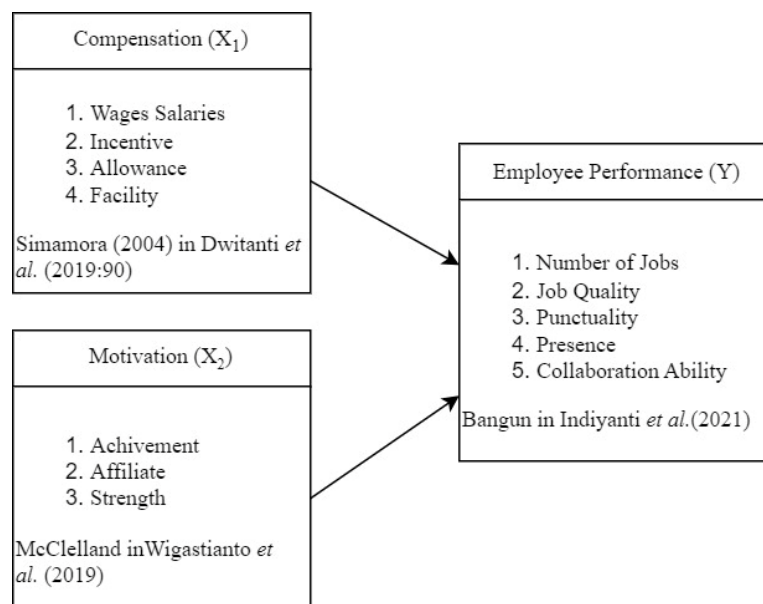 Compensation (X₁)
1. Wages Salaries
2. Incentive
3. Allowance
4. Facility
Simamora (2004) in Dwitanti et
al. (2019:90)
Motivation (X₂)
1. Achivement
2. Affiliate
3. Strength
McClelland inWigastianto et
al. (2019)
Employee Performance (Y)
1. Number of Jobs
2. Job Quality
3. Punctuality
4. Presence
5. Collaboration Ability
Bangun in Indiyanti et al.(2021)